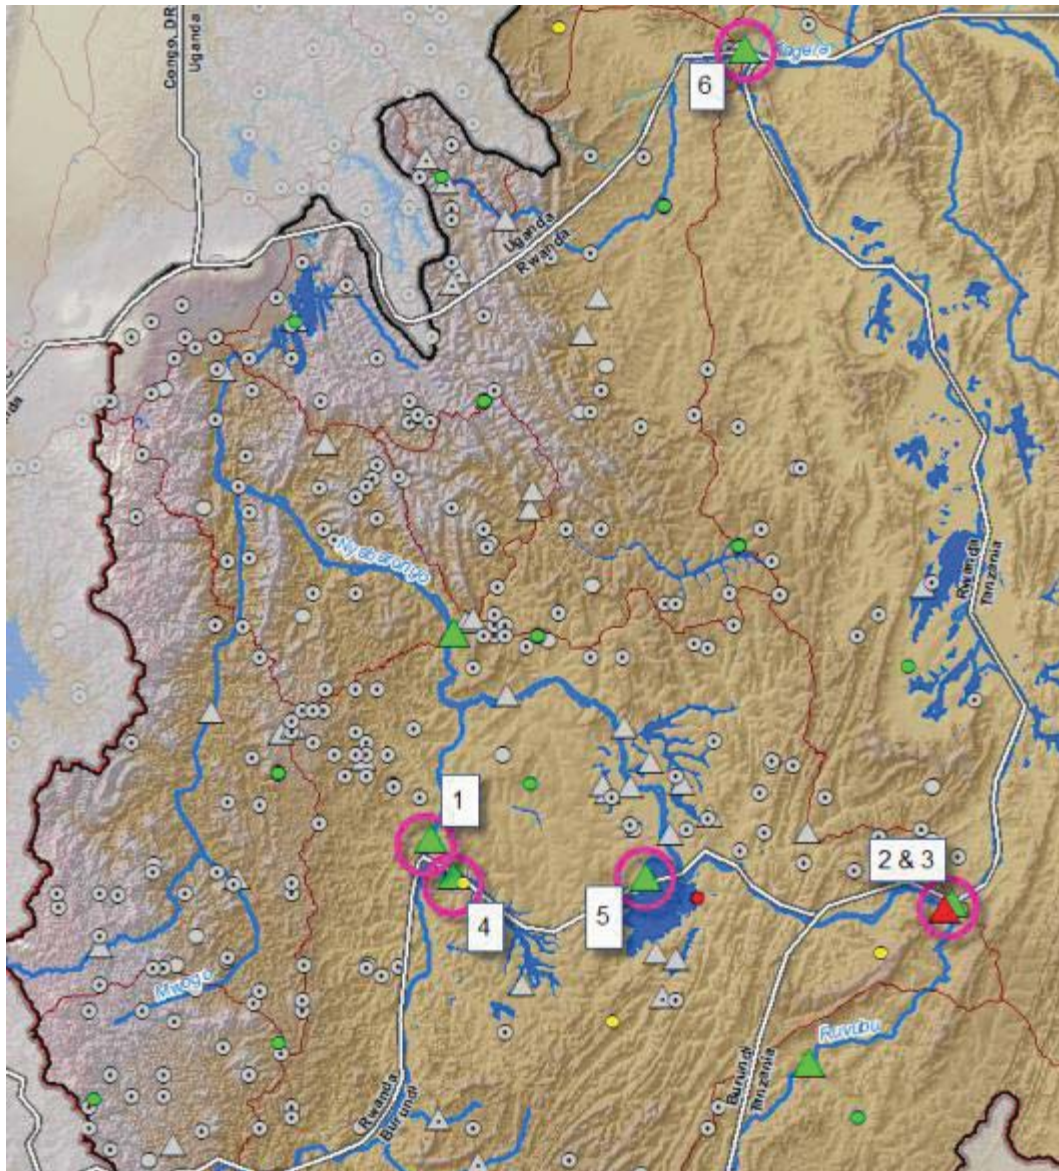 Congo, DR
Uganda
Kagera
6
Uganda
Rwanda
Nyabarongo
Rwanda
Tanzania
1
2 & 3
5
4
Mwogo
Ruvubu
Rwanda
Burundi
Burundi
Tanzania